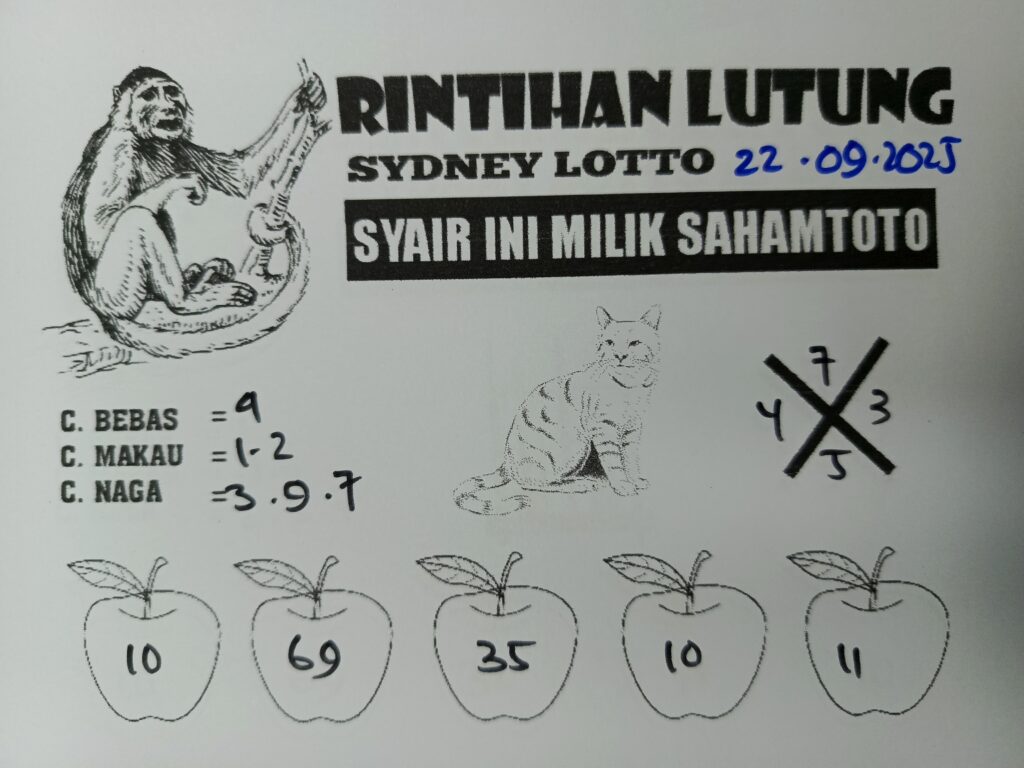 RINTIHAN LUTUNG
SYDNEY LOTTO 22.09.2025
SYAIR INI MILIK SAHAMTOTO
C. BEBAS = 9
C. MAKAU = 1-2
C. NAGA = 3.9.7
7
4 3
5
10 69 35 10 11